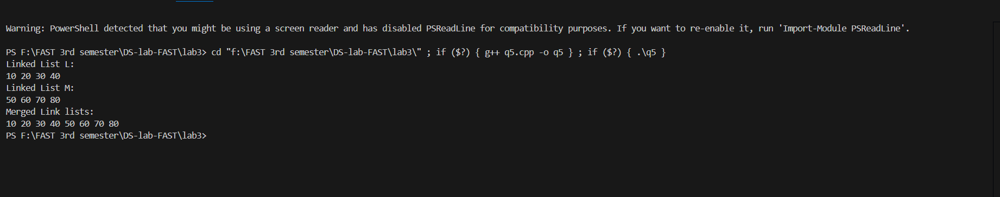 Warning: PowerShell detected that you might be using a screen reader and has disabled PSReadLine for compatibility purposes. If you want to re-enable it, run 'Import-Module PSReadLine'.
PS F:\FAST 3rd semester\DS-lab-FAST\lab3> cd "f:\FAST 3rd semester\DS-lab-FAST\lab3\" ; if ($?) { g++ q5.cpp -o q5 } ; if ($?) { .\q5 }
Linked List L:
10 20 30 40
Linked List M:
50 60 70 80
Merged Link lists:
10 20 30 40 50 60 70 80
PS F:\FAST 3rd semester\DS-lab-FAST\lab3>